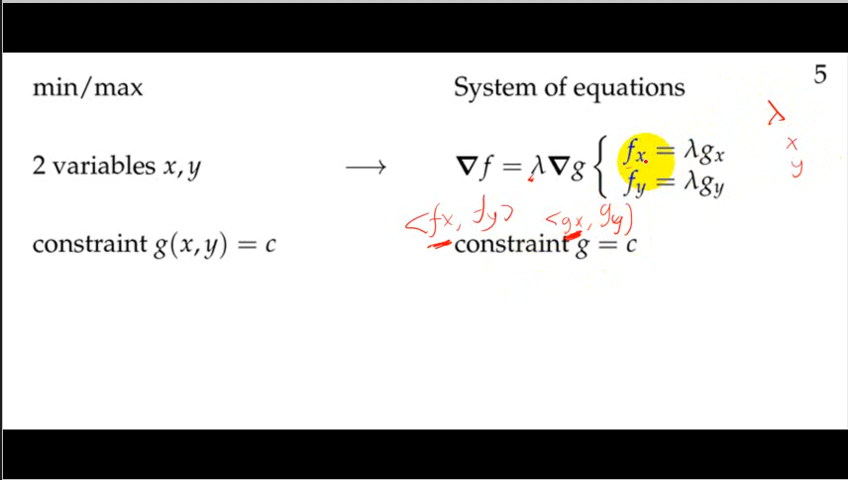 5
min/max
System of equations
λ
x
y
2 variables x, y ⟶ ∇f = λ∇g { fx = λgx
fy = λgy
<fx, fy> <gx, gy)
constraint g(x, y) = c
constraint g = c